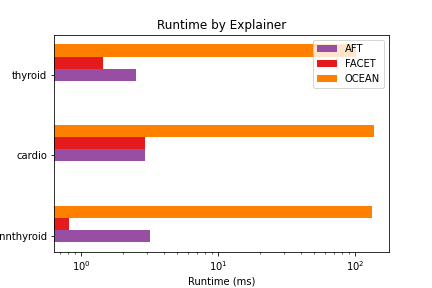 Runtime by Explainer
AFT
FACET
OCEAN
thyroid
cardio
nnthyroid
10⁰ 10¹ 10²
Runtime (ms)